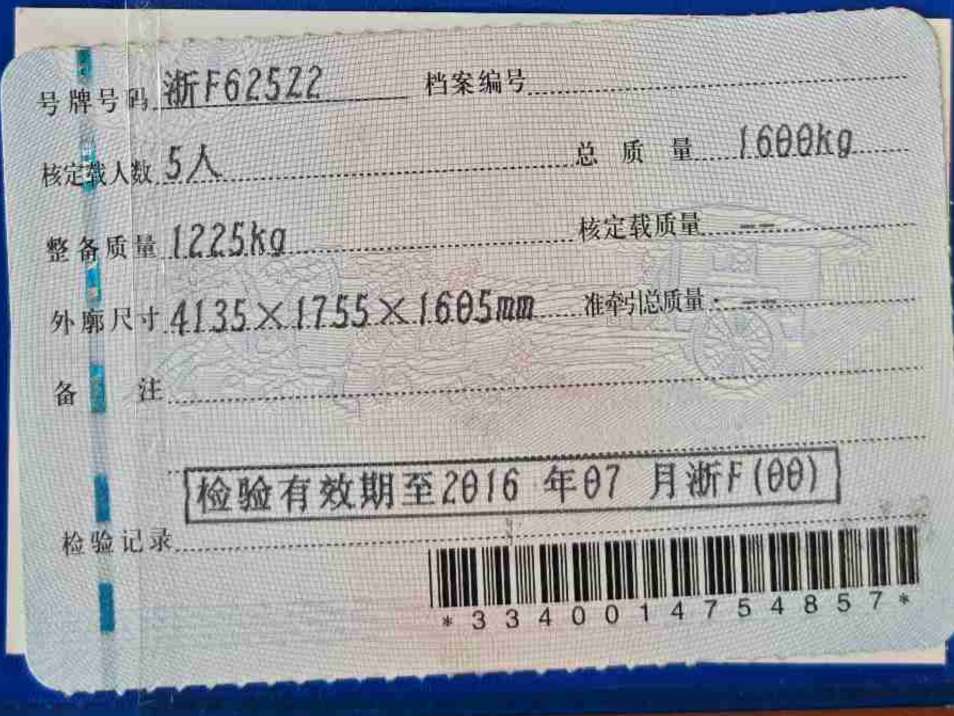 号牌号码 浙F625Z2 档案编号
核定载人数 5人 总质量 1600kg
整备质量 1225kg 核定载质量 --
外廓尺寸 4135×1755×1605mm 准牵引总质量 --
备注
检验有效期至2016 年07 月浙F(00)
检验记录
*3340014754857*